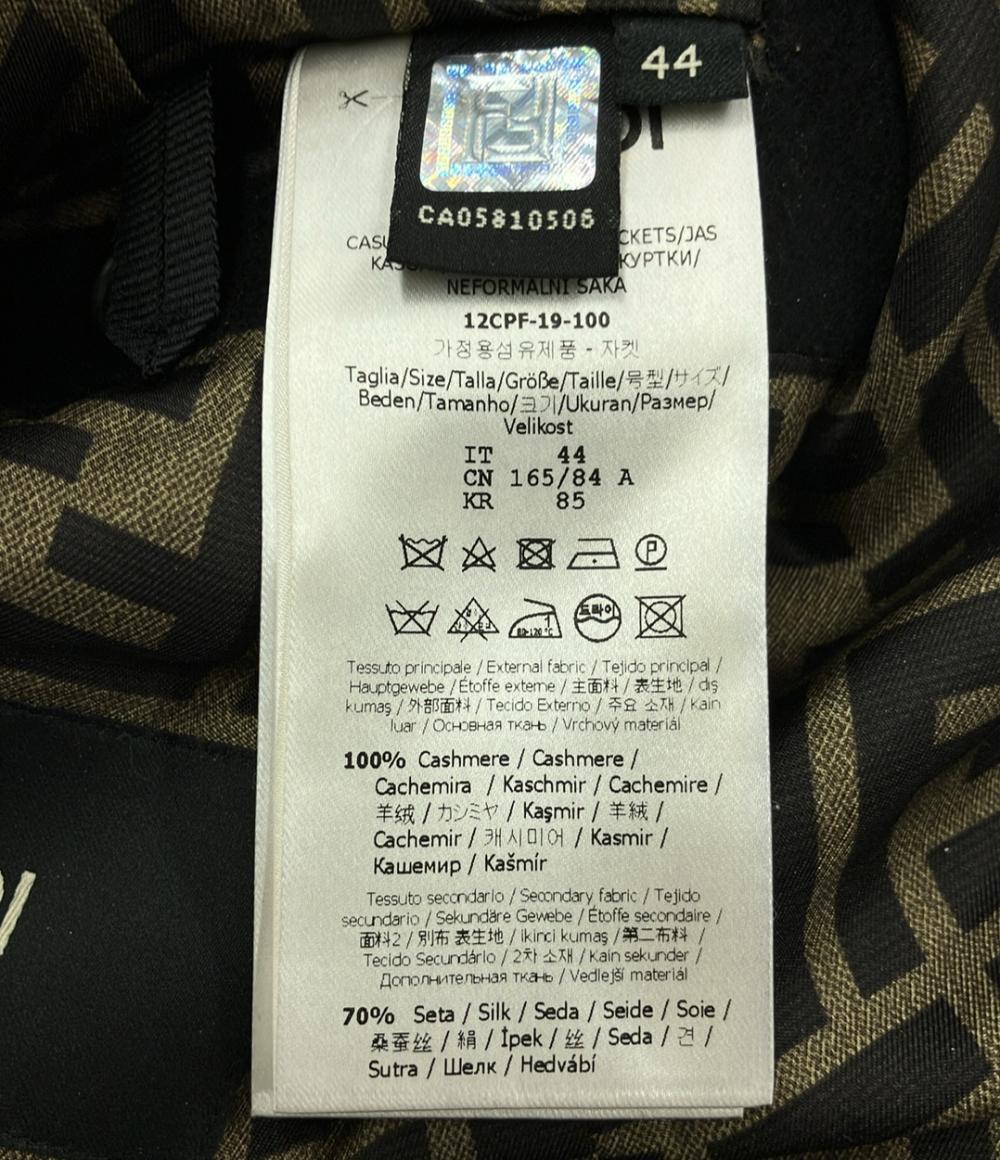 44
CA05810506
CKETS/JAS
КУРТКИ/
NEFORMÁLNÍ SAKA
12CPF-19-100
가정용섬유제품 - 자켓
Taglia/Size/Talla/Größe/Taille/号型/サイズ/
Beden/Tamanho/크기/Ukuran/Размер/
Velikost
IT 44
CN 165/84 A
KR 85
P
드라이
80-120°C
Tessuto principale / External fabric / Tejido principal /
Hauptgewebe / Étoffe externe / 主面料 / 表生地 / dış
kumaş / 外部面料 / Tecido Externo / 주요 소재 / Kain
luar / Основная ткань / Vrchový materiál
100% Cashmere / Cashmere /
Cachemira / Kaschmir / Cachemire /
羊绒 / カシミヤ / Kaşmir / 羊絨 /
Cachemir / 캐시미어 / Kasmir /
Кашемир / Kašmír
Tessuto secondario / Secondary fabric / Tejido
secundario / Sekundäre Gewebe / Étoffe secondaire /
面料2 / 別布 表生地 / ikinci kumaş / 第二布料 /
Tecido Secundário / 2차 소재 / Kain sekunder /
Дополнительная ткань / Vedlejší materiál
70% Seta / Silk / Seda / Seide / Soie /
桑蚕丝 / 絹 / İpek / 丝 / Seda / 견 /
Sutra / Шелк / Hedvábí